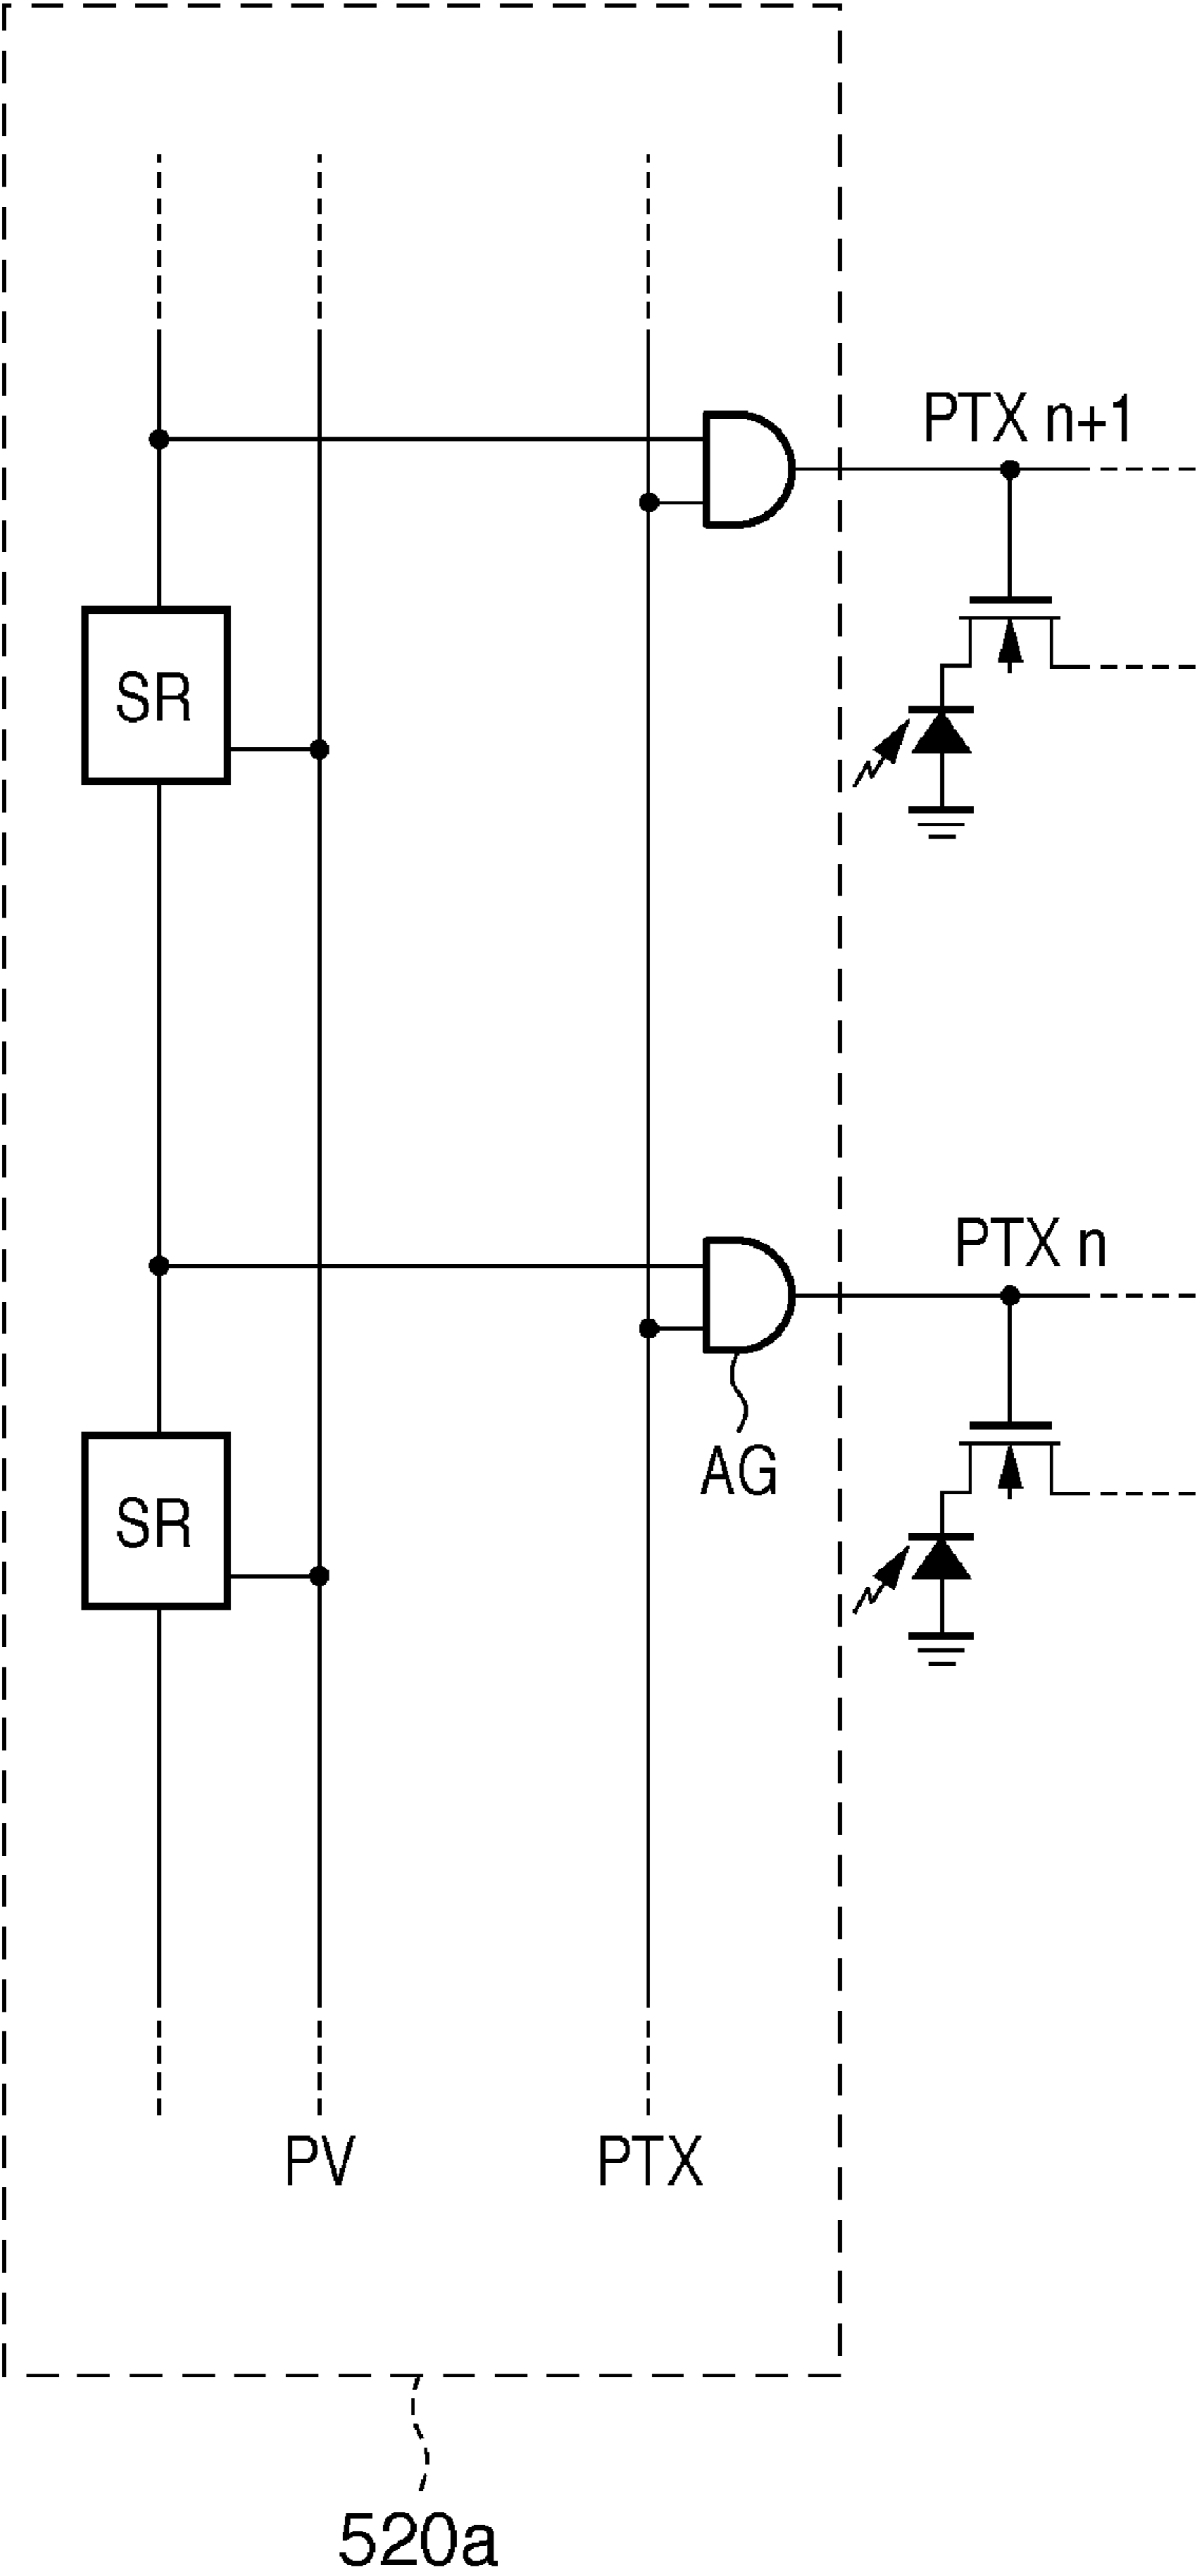 PTX n+1
SR
PTX n
AG
SR
PV
PTX
520a